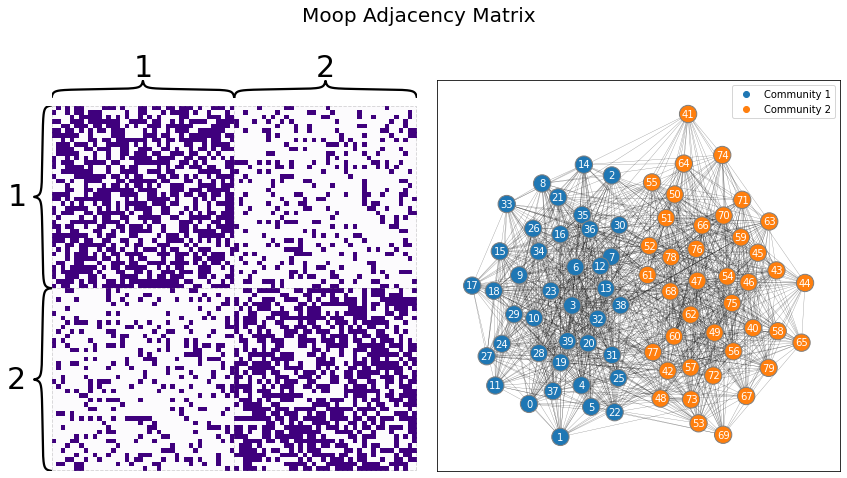 Moop Adjacency Matrix
1 2
1
2
Community 1
Community 2
41
74
14 64
2
8 55
21 50 71
33
35 51 70 63
26 36 30 66
16 59
15 34 52 76 45
7 78
6 12 61 54 43
9 47 46 44
17 18 23 13 68
3 38 75
29 10 32 62
40 58
49
24 39 20 60 65
27 28 31 77 56
19 57 79
42 72
11 4 25
37 67
0 5 48 73
22
53
1 69